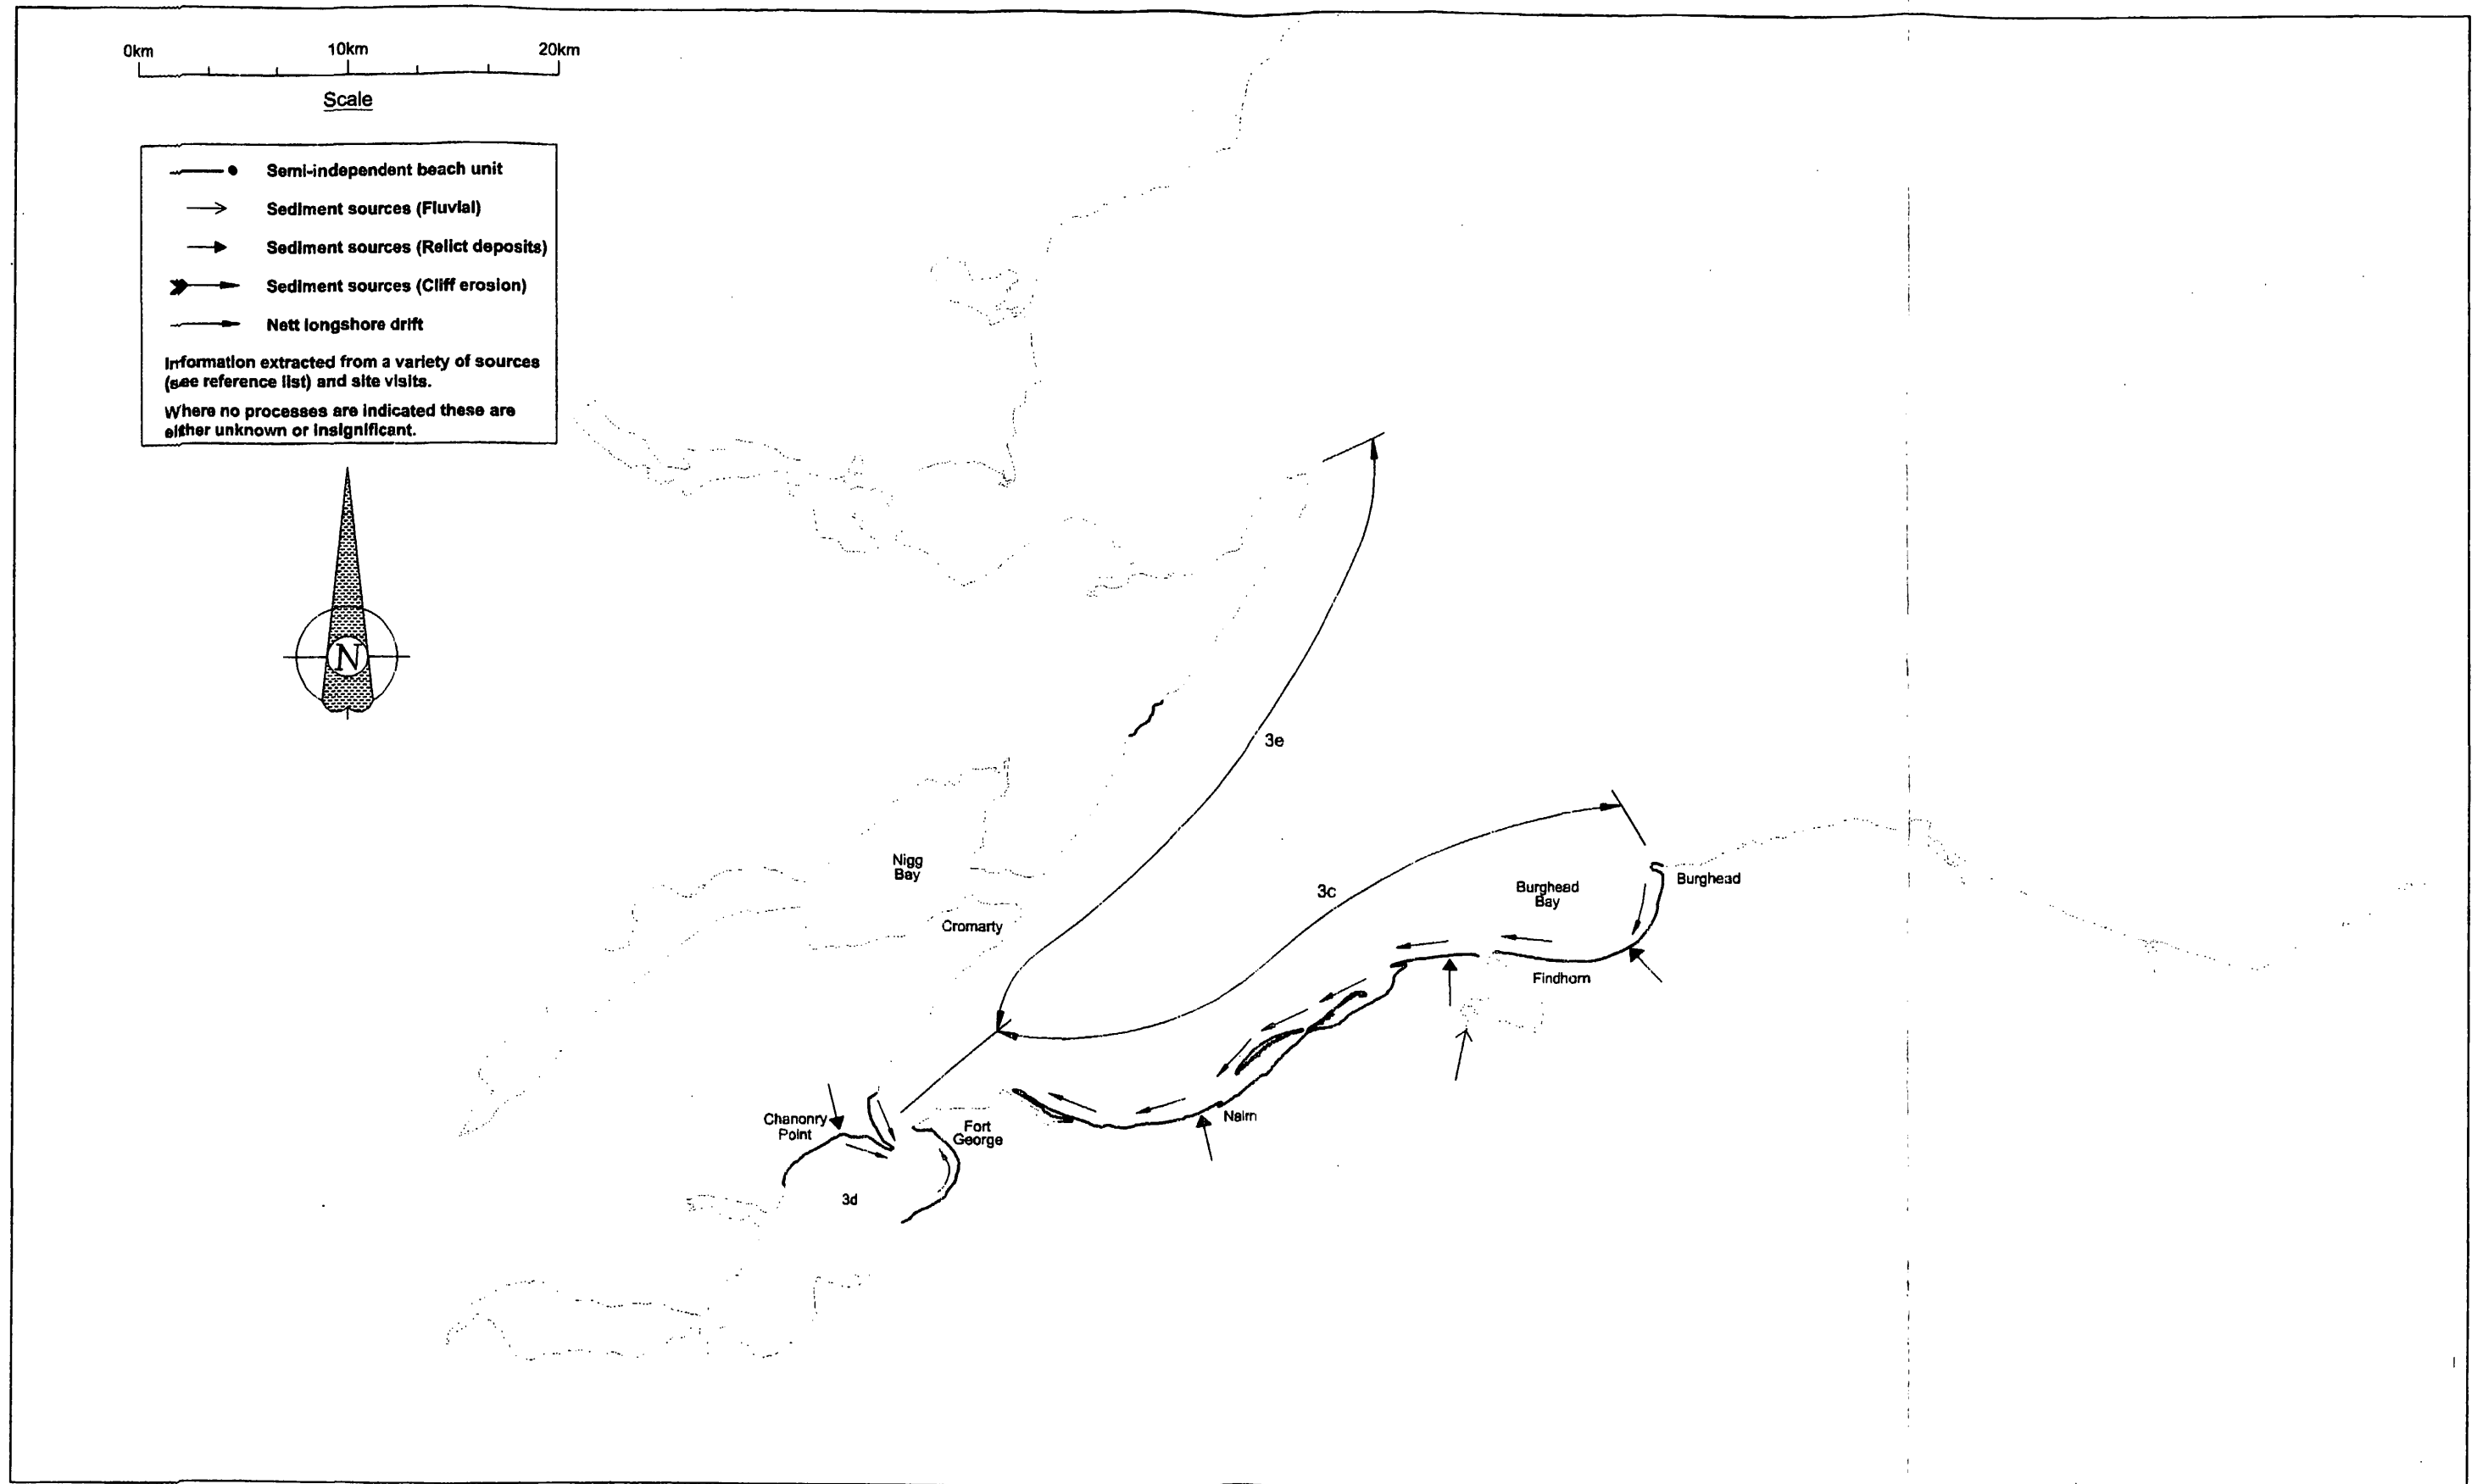 0km 10km 20km
Scale
Semi-independent beach unit
Sediment sources (Fluvial)
Sediment sources (Relict deposits)
Sediment sources (Cliff erosion)
Nett longshore drift
Information extracted from a variety of sources
(see reference list) and site visits.
Where no processes are indicated these are
either unknown or insignificant.
N
3e
Nigg
Bay
Cromarty
3c
Burghead
Bay
Burghead
Findhorn
Chanonry
Point
Fort
George
Nairn
3d